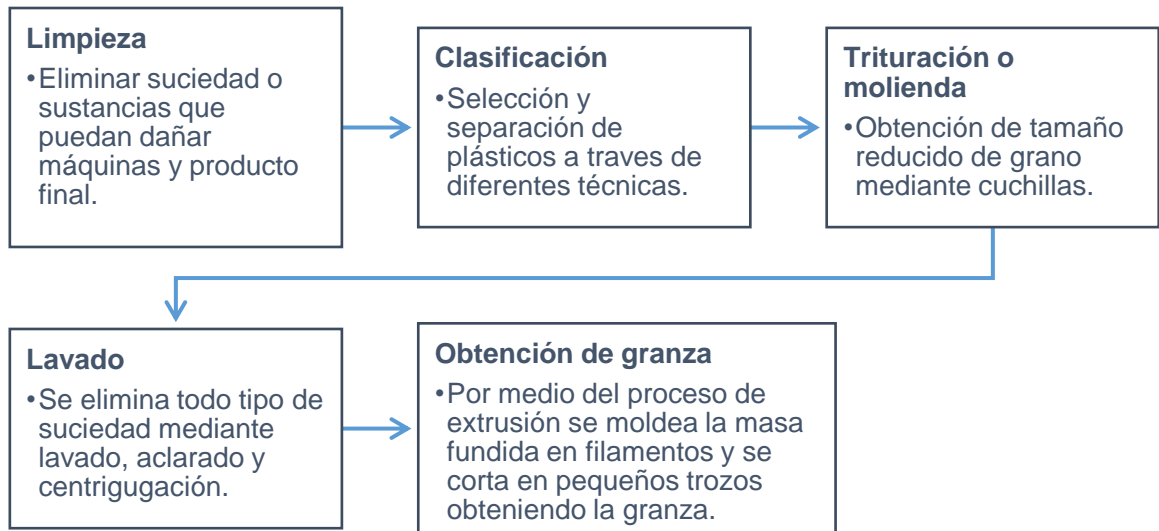 Limpieza
•Eliminar suciedad o
sustancias que
puedan dañar
máquinas y producto
final.
Clasificación
•Selección y
separación de
plásticos a traves de
diferentes técnicas.
Trituración o
molienda
•Obtención de tamaño
reducido de grano
mediante cuchillas.
Lavado
•Se elimina todo tipo de
suciedad mediante
lavado, aclarado y
centrigugación.
Obtención de granza
•Por medio del proceso de
extrusión se moldea la masa
fundida en filamentos y se
corta en pequeños trozos
obteniendo la granza.